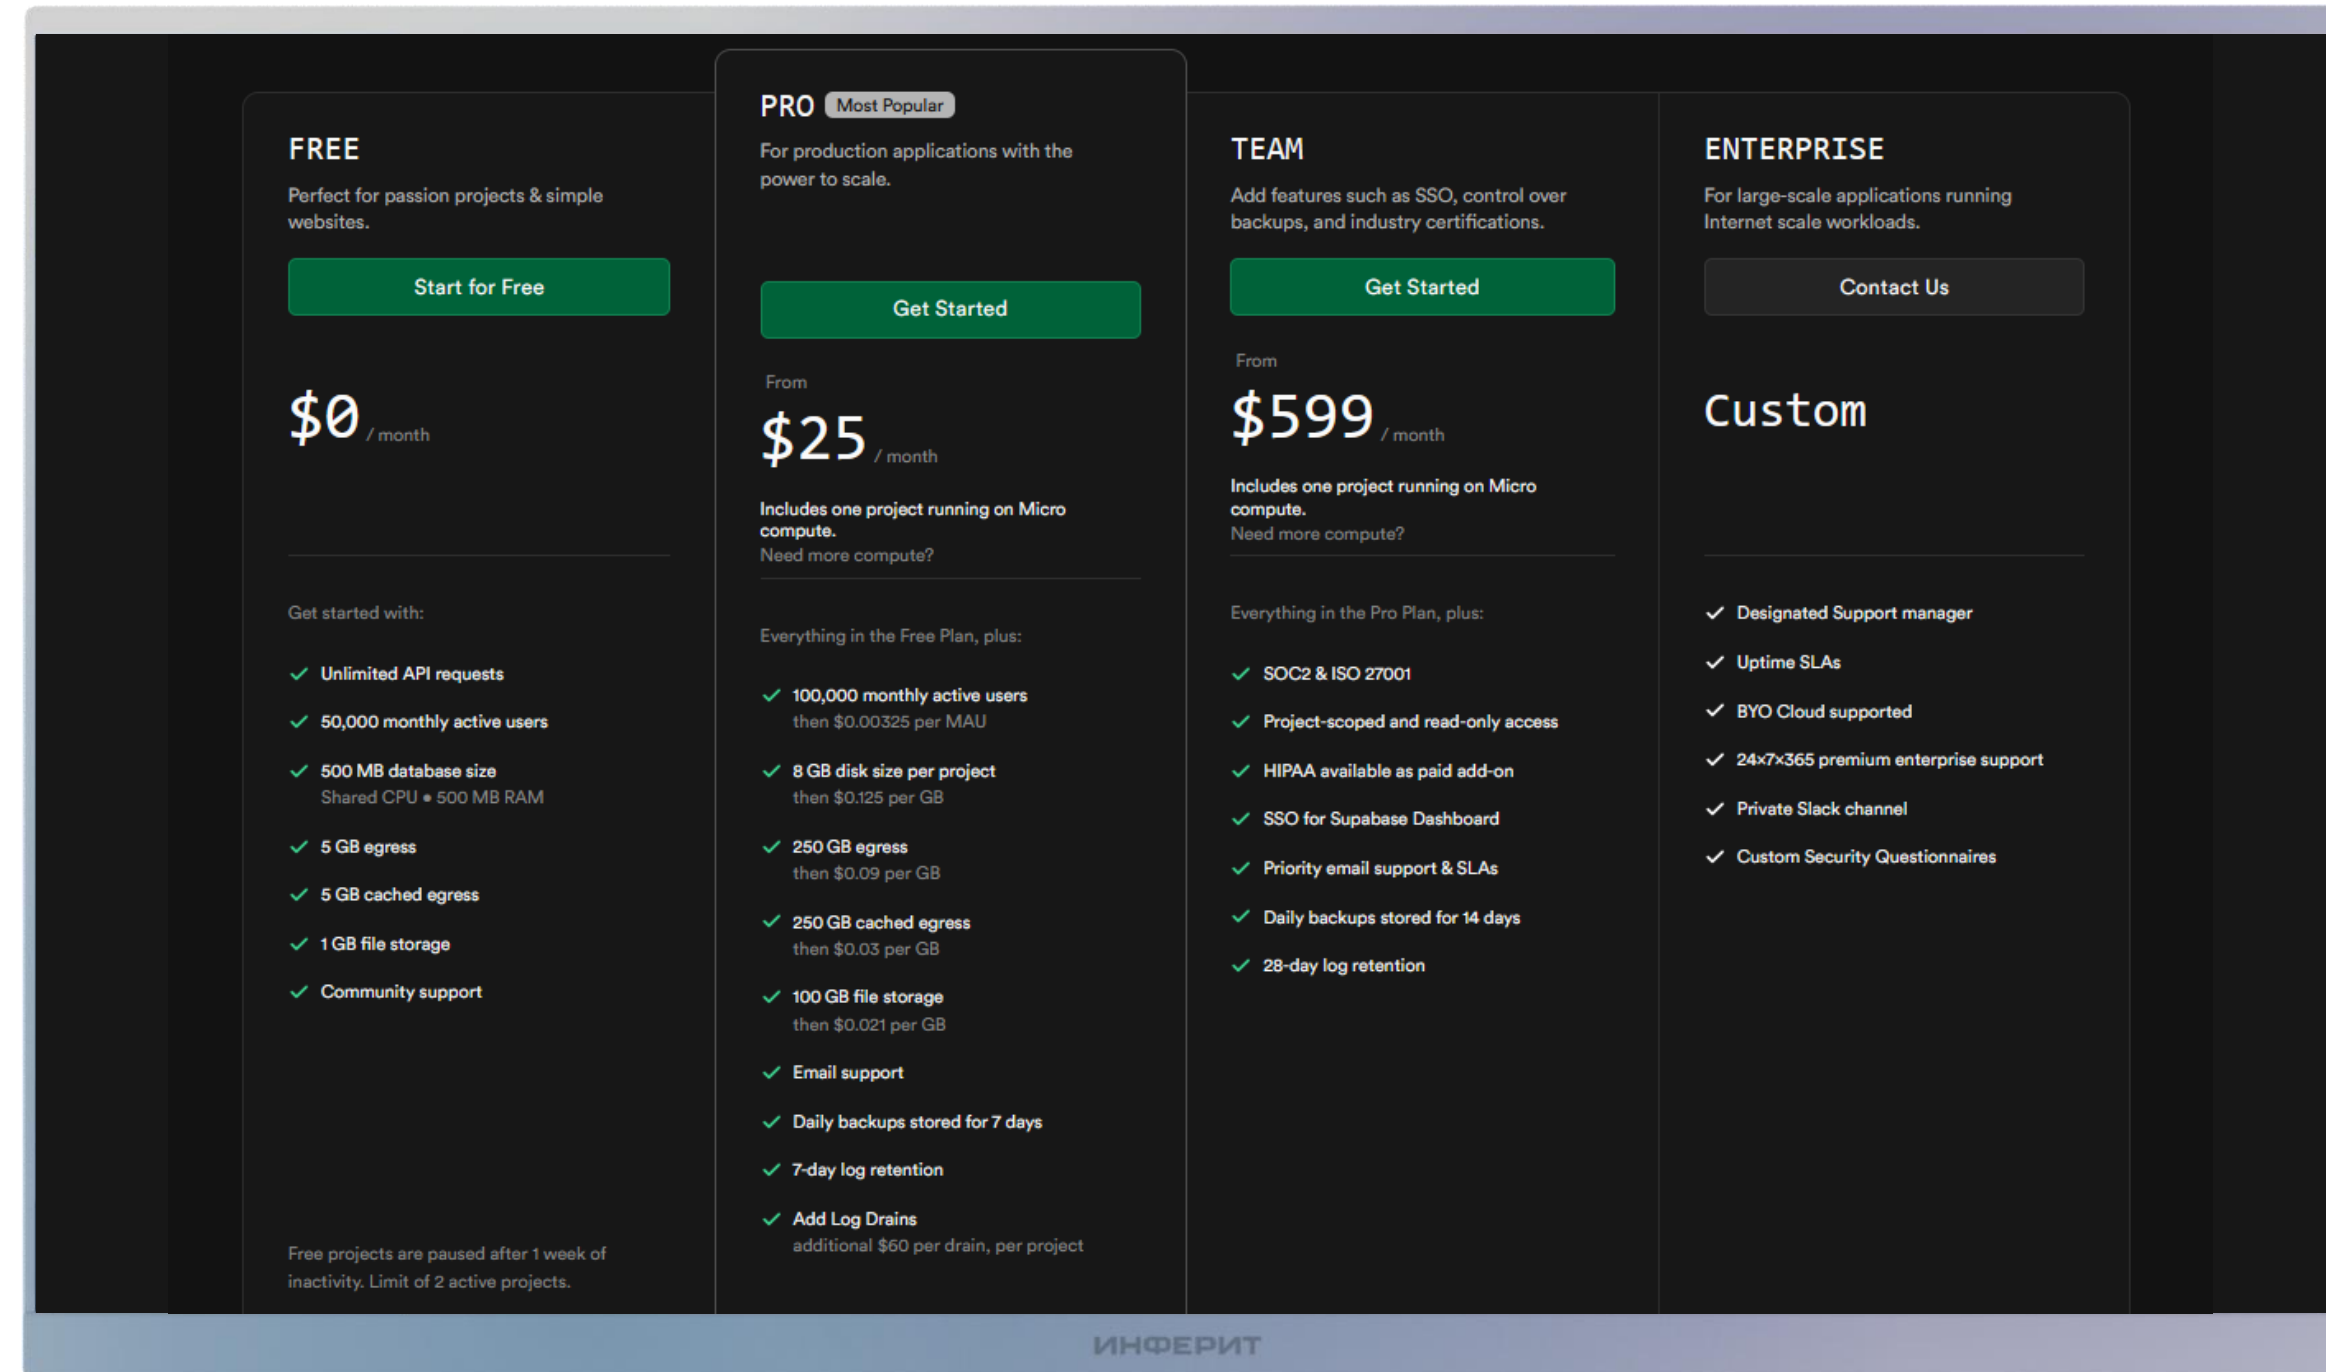 FREE
Perfect for passion projects & simple
websites.
Start for Free
$0 / month
Get started with:
Unlimited API requests
50,000 monthly active users
500 MB database size
Shared CPU • 500 MB RAM
5 GB egress
5 GB cached egress
1 GB file storage
Community support
Free projects are paused after 1 week of
inactivity. Limit of 2 active projects.
PRO Most Popular
For production applications with the
power to scale.
Get Started
From
$25 / month
Includes one project running on Micro
compute.
Need more compute?
Everything in the Free Plan, plus:
100,000 monthly active users
then $0.00325 per MAU
8 GB disk size per project
then $0.125 per GB
250 GB egress
then $0.09 per GB
250 GB cached egress
then $0.03 per GB
100 GB file storage
then $0.021 per GB
Email support
Daily backups stored for 7 days
7-day log retention
Add Log Drains
additional $60 per drain, per project
TEAM
Add features such as SSO, control over
backups, and industry certifications.
Get Started
From
$599 / month
Includes one project running on Micro
compute.
Need more compute?
Everything in the Pro Plan, plus:
SOC2 & ISO 27001
Project-scoped and read-only access
HIPAA available as paid add-on
SSO for Supabase Dashboard
Priority email support & SLAs
Daily backups stored for 14 days
28-day log retention
ENTERPRISE
For large-scale applications running
Internet scale workloads.
Contact Us
Custom
Designated Support manager
Uptime SLAs
BYO Cloud supported
24×7×365 premium enterprise support
Private Slack channel
Custom Security Questionnaires
ИНФЕРИТ